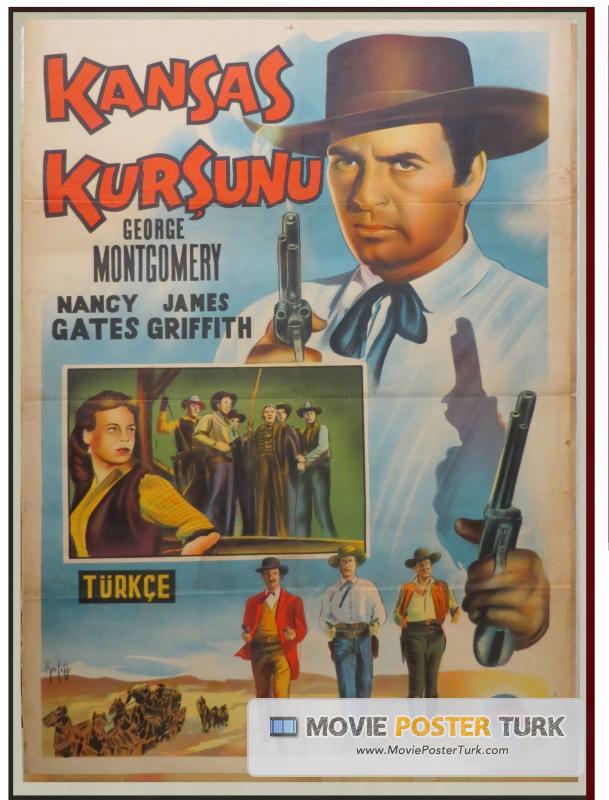 KANSAS
KURŞUNU
GEORGE
MONTGOMERY
NANCY JAMES
GATES GRIFFITH
TÜRKÇE
MOVIE POSTER TURK
www.MoviePosterTurk.com